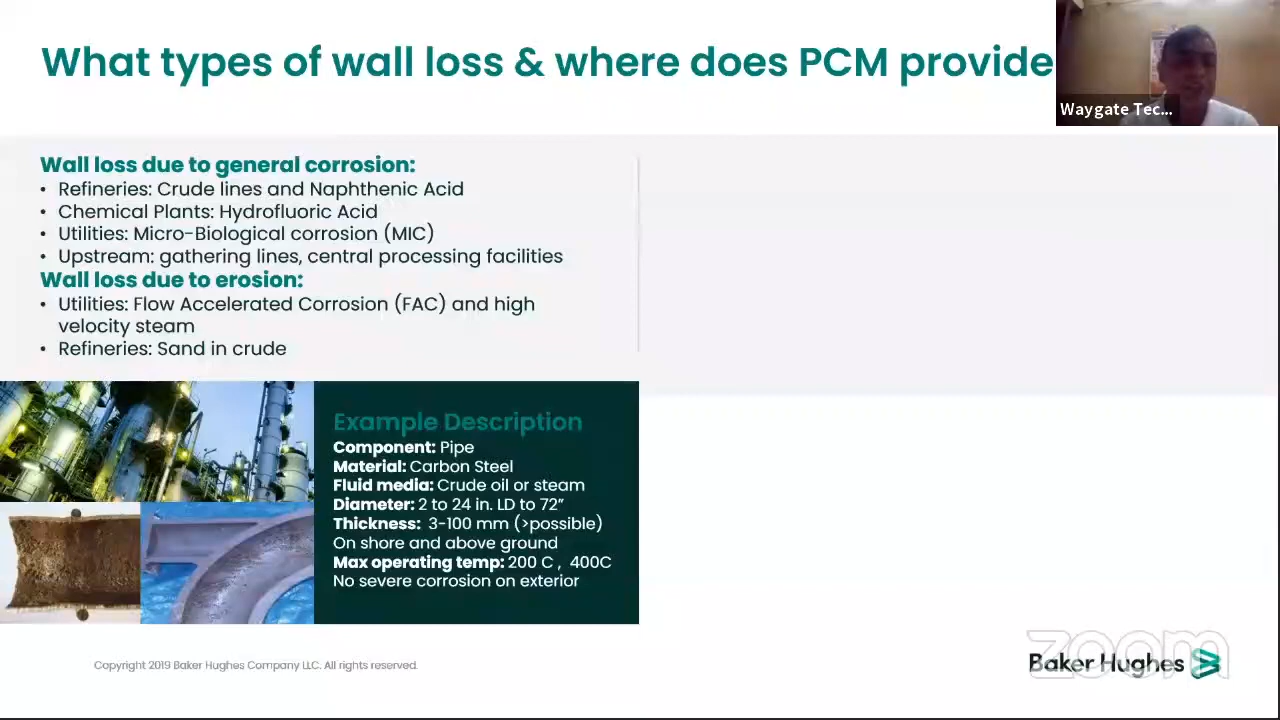 What types of wall loss & where does PCM provide
Waygate Tec...
Wall loss due to general corrosion:
• Refineries: Crude lines and Naphthenic Acid
• Chemical Plants: Hydrofluoric Acid
• Utilities: Micro-Biological corrosion (MIC)
• Upstream: gathering lines, central processing facilities
Wall loss due to erosion:
• Utilities: Flow Accelerated Corrosion (FAC) and high
velocity steam
• Refineries: Sand in crude
Example Description
Component: Pipe
Material: Carbon Steel
Fluid media: Crude oil or steam
Diameter: 2 to 24 in. LD to 72”
Thickness: 3-100 mm (>possible)
On shore and above ground
Max operating temp: 200 C , 400C
No severe corrosion on exterior
Copyright 2019 Baker Hughes Company LLC. All rights reserved.
Baker Hughes
zoom